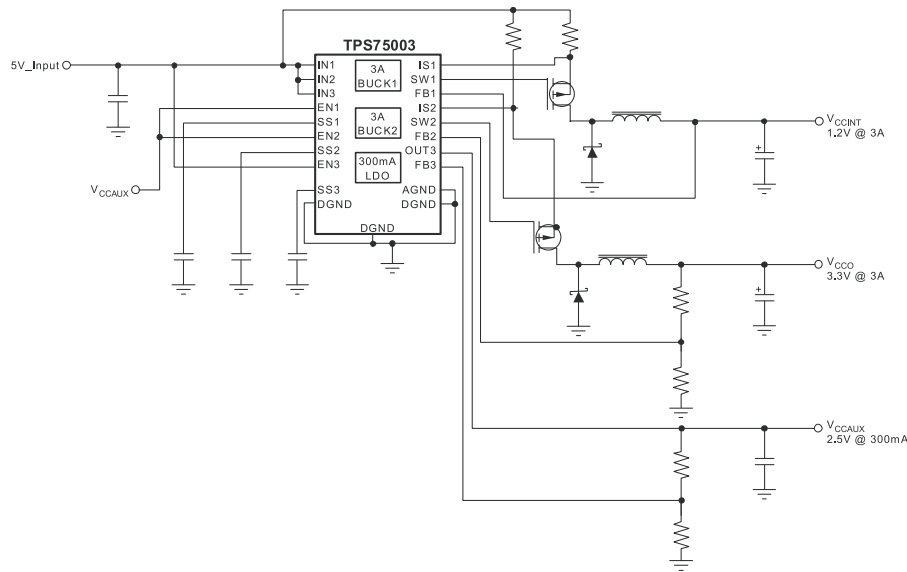 TPS75003
5V_Input
IN1
IN2
IN3
EN1
SS1
EN2
SS2
EN3
SS3
DGND
DGND
3A
BUCK1
3A
BUCK2
300mA
LDO
IS1
SW1
FB1
IS2
SW2
FB2
OUT3
FB3
AGND
DGND
VCCAUX
VCCINT
1.2V @ 3A
+
VCCO
3.3V @ 3A
+
VCCAUX
2.5V @ 300mA